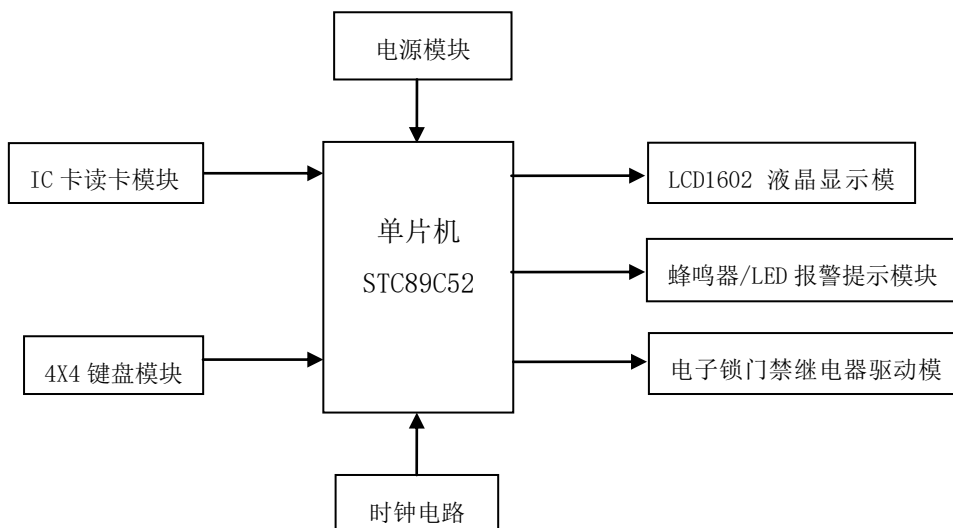 电源模块
IC 卡读卡模块
LCD1602 液晶显示模
单片机
STC89C52
蜂鸣器/LED 报警提示模块
4X4 键盘模块
电子锁门禁继电器驱动模
时钟电路